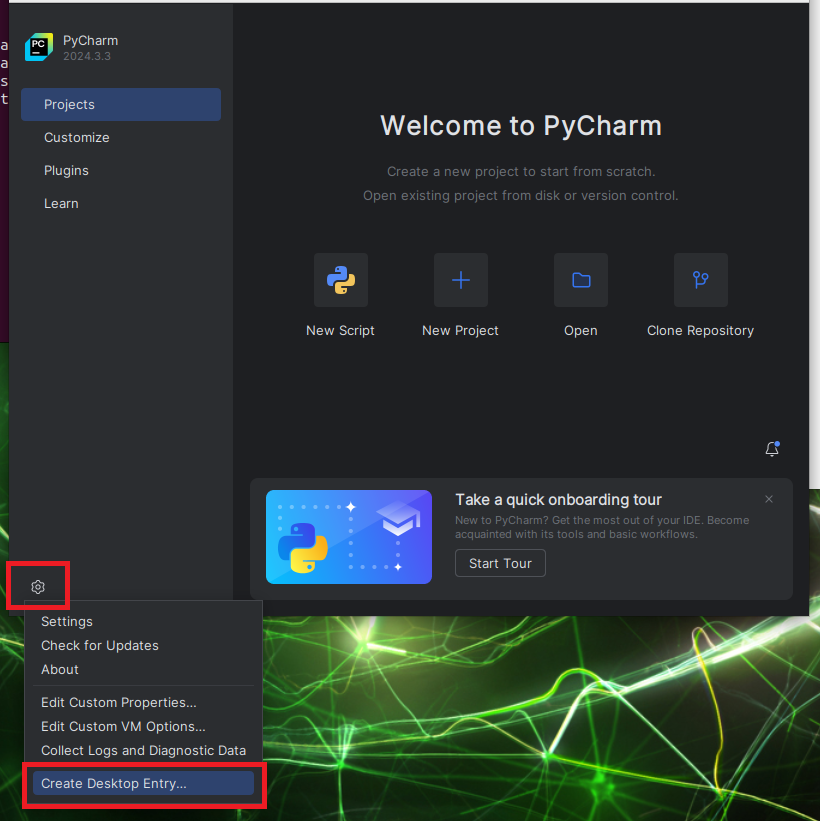 a
a
s
t
PC
PyCharm
2024.3.3
Projects
Customize
Plugins
Learn
Welcome to PyCharm
Create a new project to start from scratch.
Open existing project from disk or version control.
New Script
New Project
Open
Clone Repository
Take a quick onboarding tour
New to PyCharm? Get the most out of your IDE. Become
acquainted with its tools and basic workflows.
Start Tour
Settings
Check for Updates
About
Edit Custom Properties...
Edit Custom VM Options...
Collect Logs and Diagnostic Data
Create Desktop Entry...